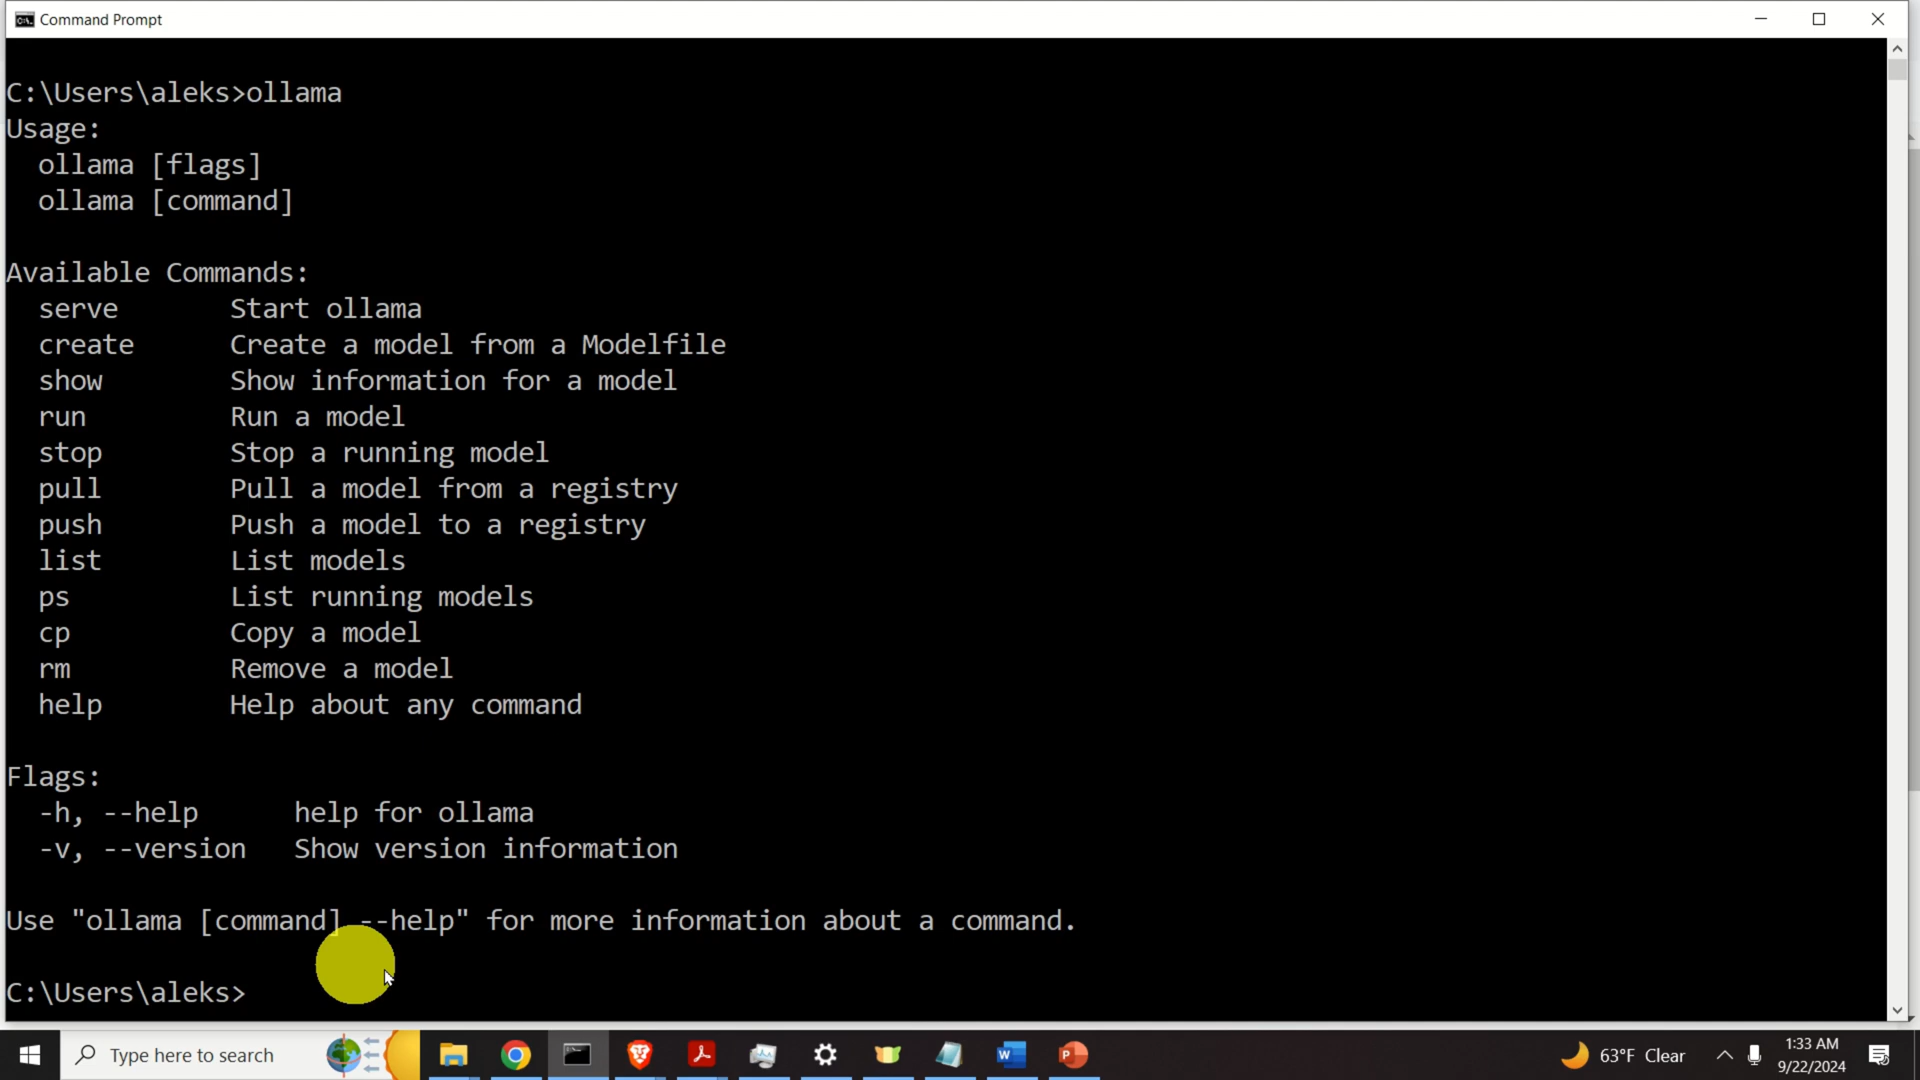 Command Prompt
C:\Users\aleks>ollama
Usage:
  ollama [flags]
  ollama [command]
Available Commands:
  serve       Start ollama
  create      Create a model from a Modelfile
  show        Show information for a model
  run         Run a model
  stop        Stop a running model
  pull        Pull a model from a registry
  push        Push a model to a registry
  list        List models
  ps          List running models
  cp          Copy a model
  rm          Remove a model
  help        Help about any command
Flags:
  -h, --help      help for ollama
  -v, --version   Show version information
Use "ollama [command] --help" for more information about a command.
C:\Users\aleks>
Type here to search
63°F Clear
1:33 AM
9/22/2024